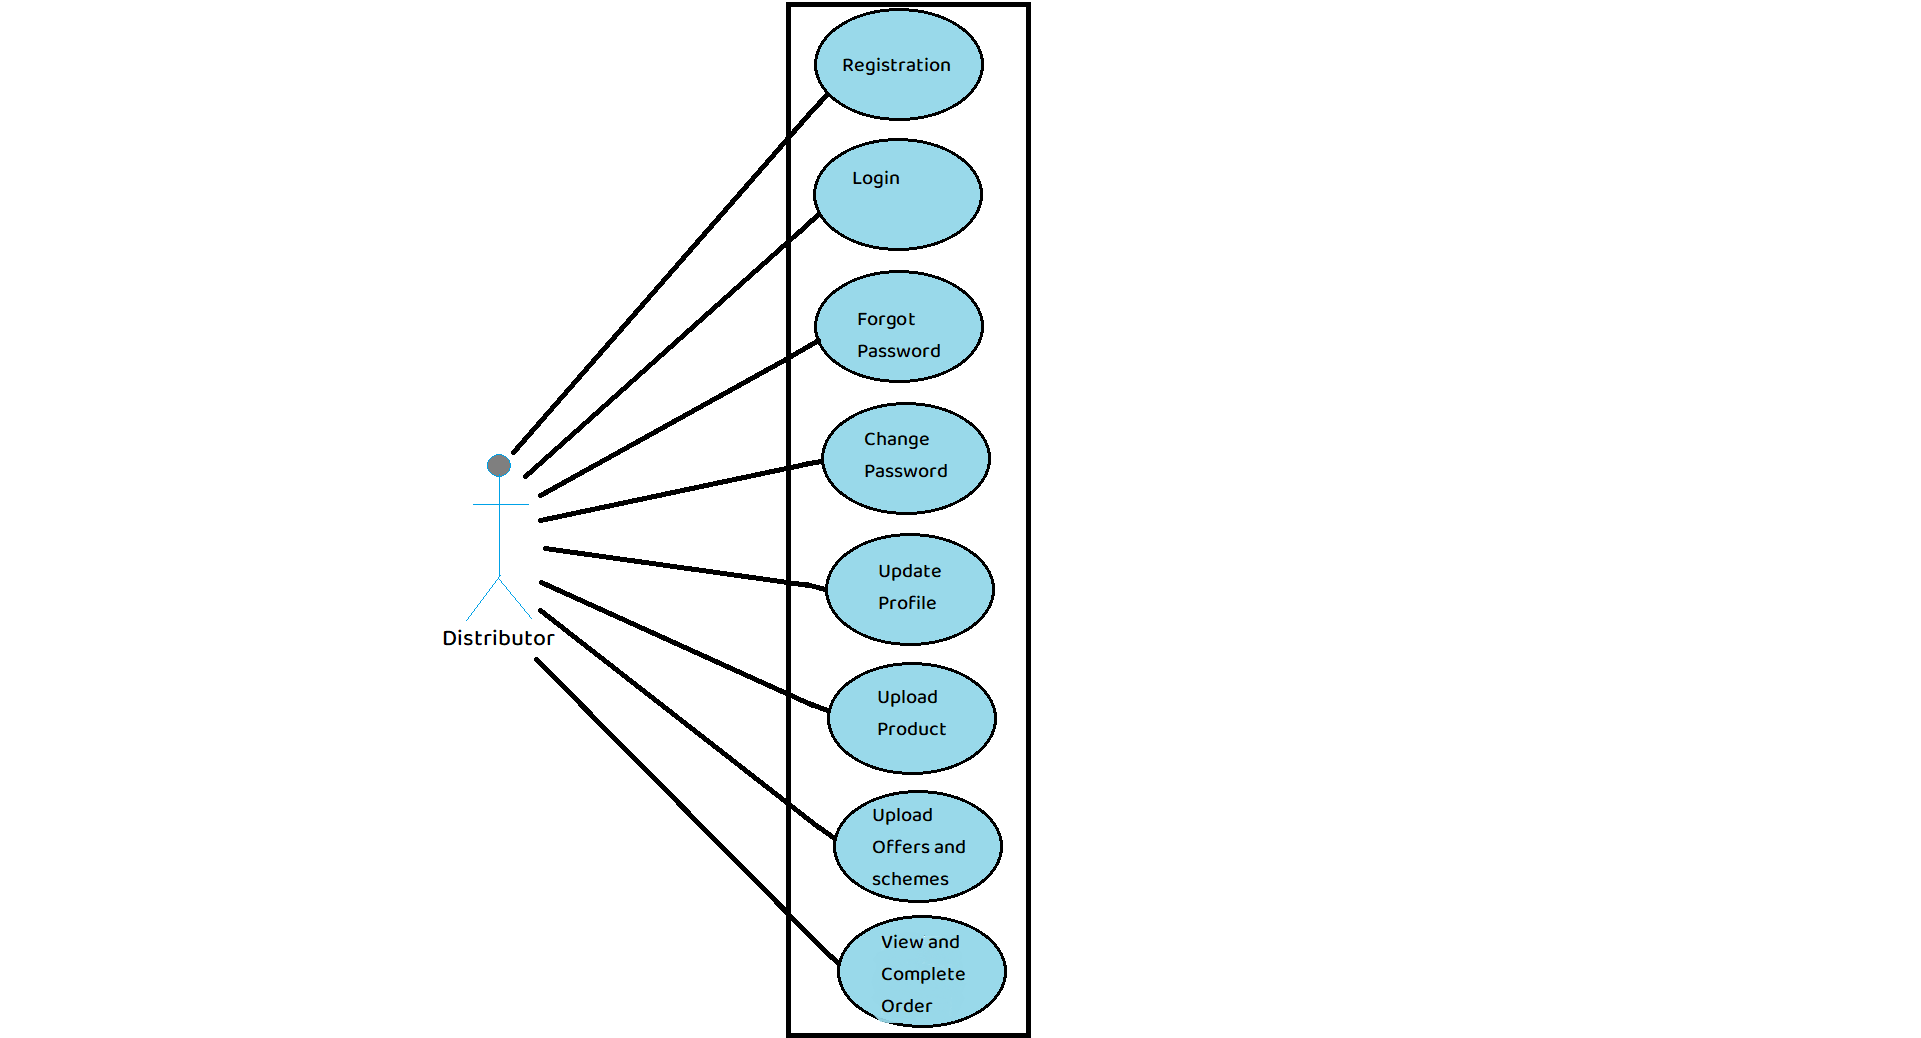 Registration
Login
Forgot
Password
Change
Password
Update
Profile
Distributor
Upload
Product
Upload
Offers and
schemes
View and
Complete
Order